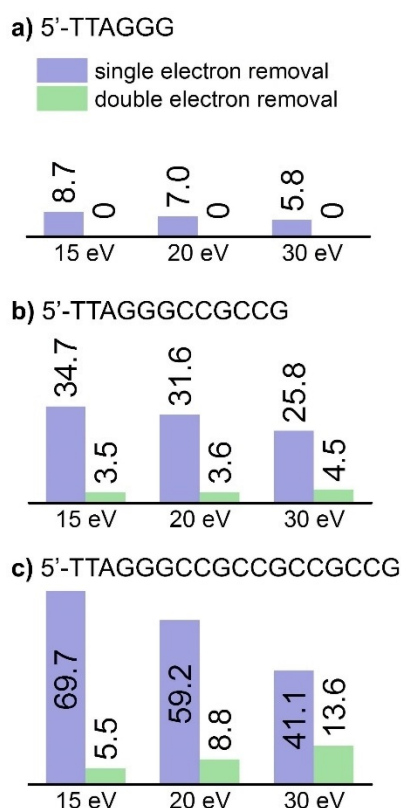 a) 5'-TTAGGG
single electron removal
double electron removal
8.7 0 7.0 0 5.8 0
15 eV 20 eV 30 eV
b) 5'-TTAGGGCCGCCG
34.7 3.5 31.6 3.6 25.8 4.5
15 eV 20 eV 30 eV
c) 5'-TTAGGGCCGCCGCCGCCG
69.7 5.5 59.2 8.8 41.1 13.6
15 eV 20 eV 30 eV